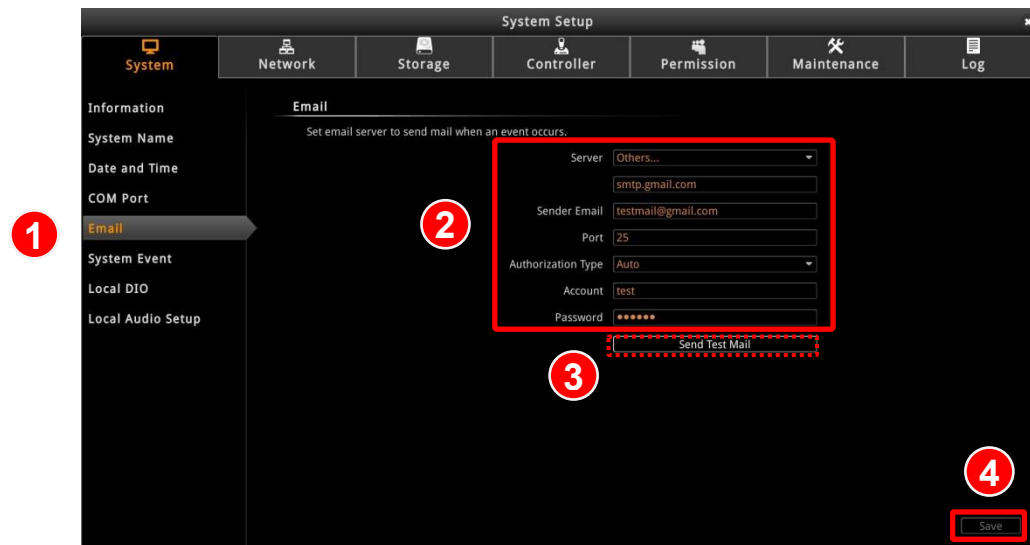 System Setup
System Network Storage Controller Permission Maintenance Log
Information
System Name
Date and Time
COM Port
Email
System Event
Local DIO
Local Audio Setup
Email
Set email server to send mail when an event occurs.
Server Others...
smtp.gmail.com
Sender Email testmail@gmail.com
Port 25
Authorization Type Auto
Account test
Password ●●●●●●
Send Test Mail
Save
1
2
3
4